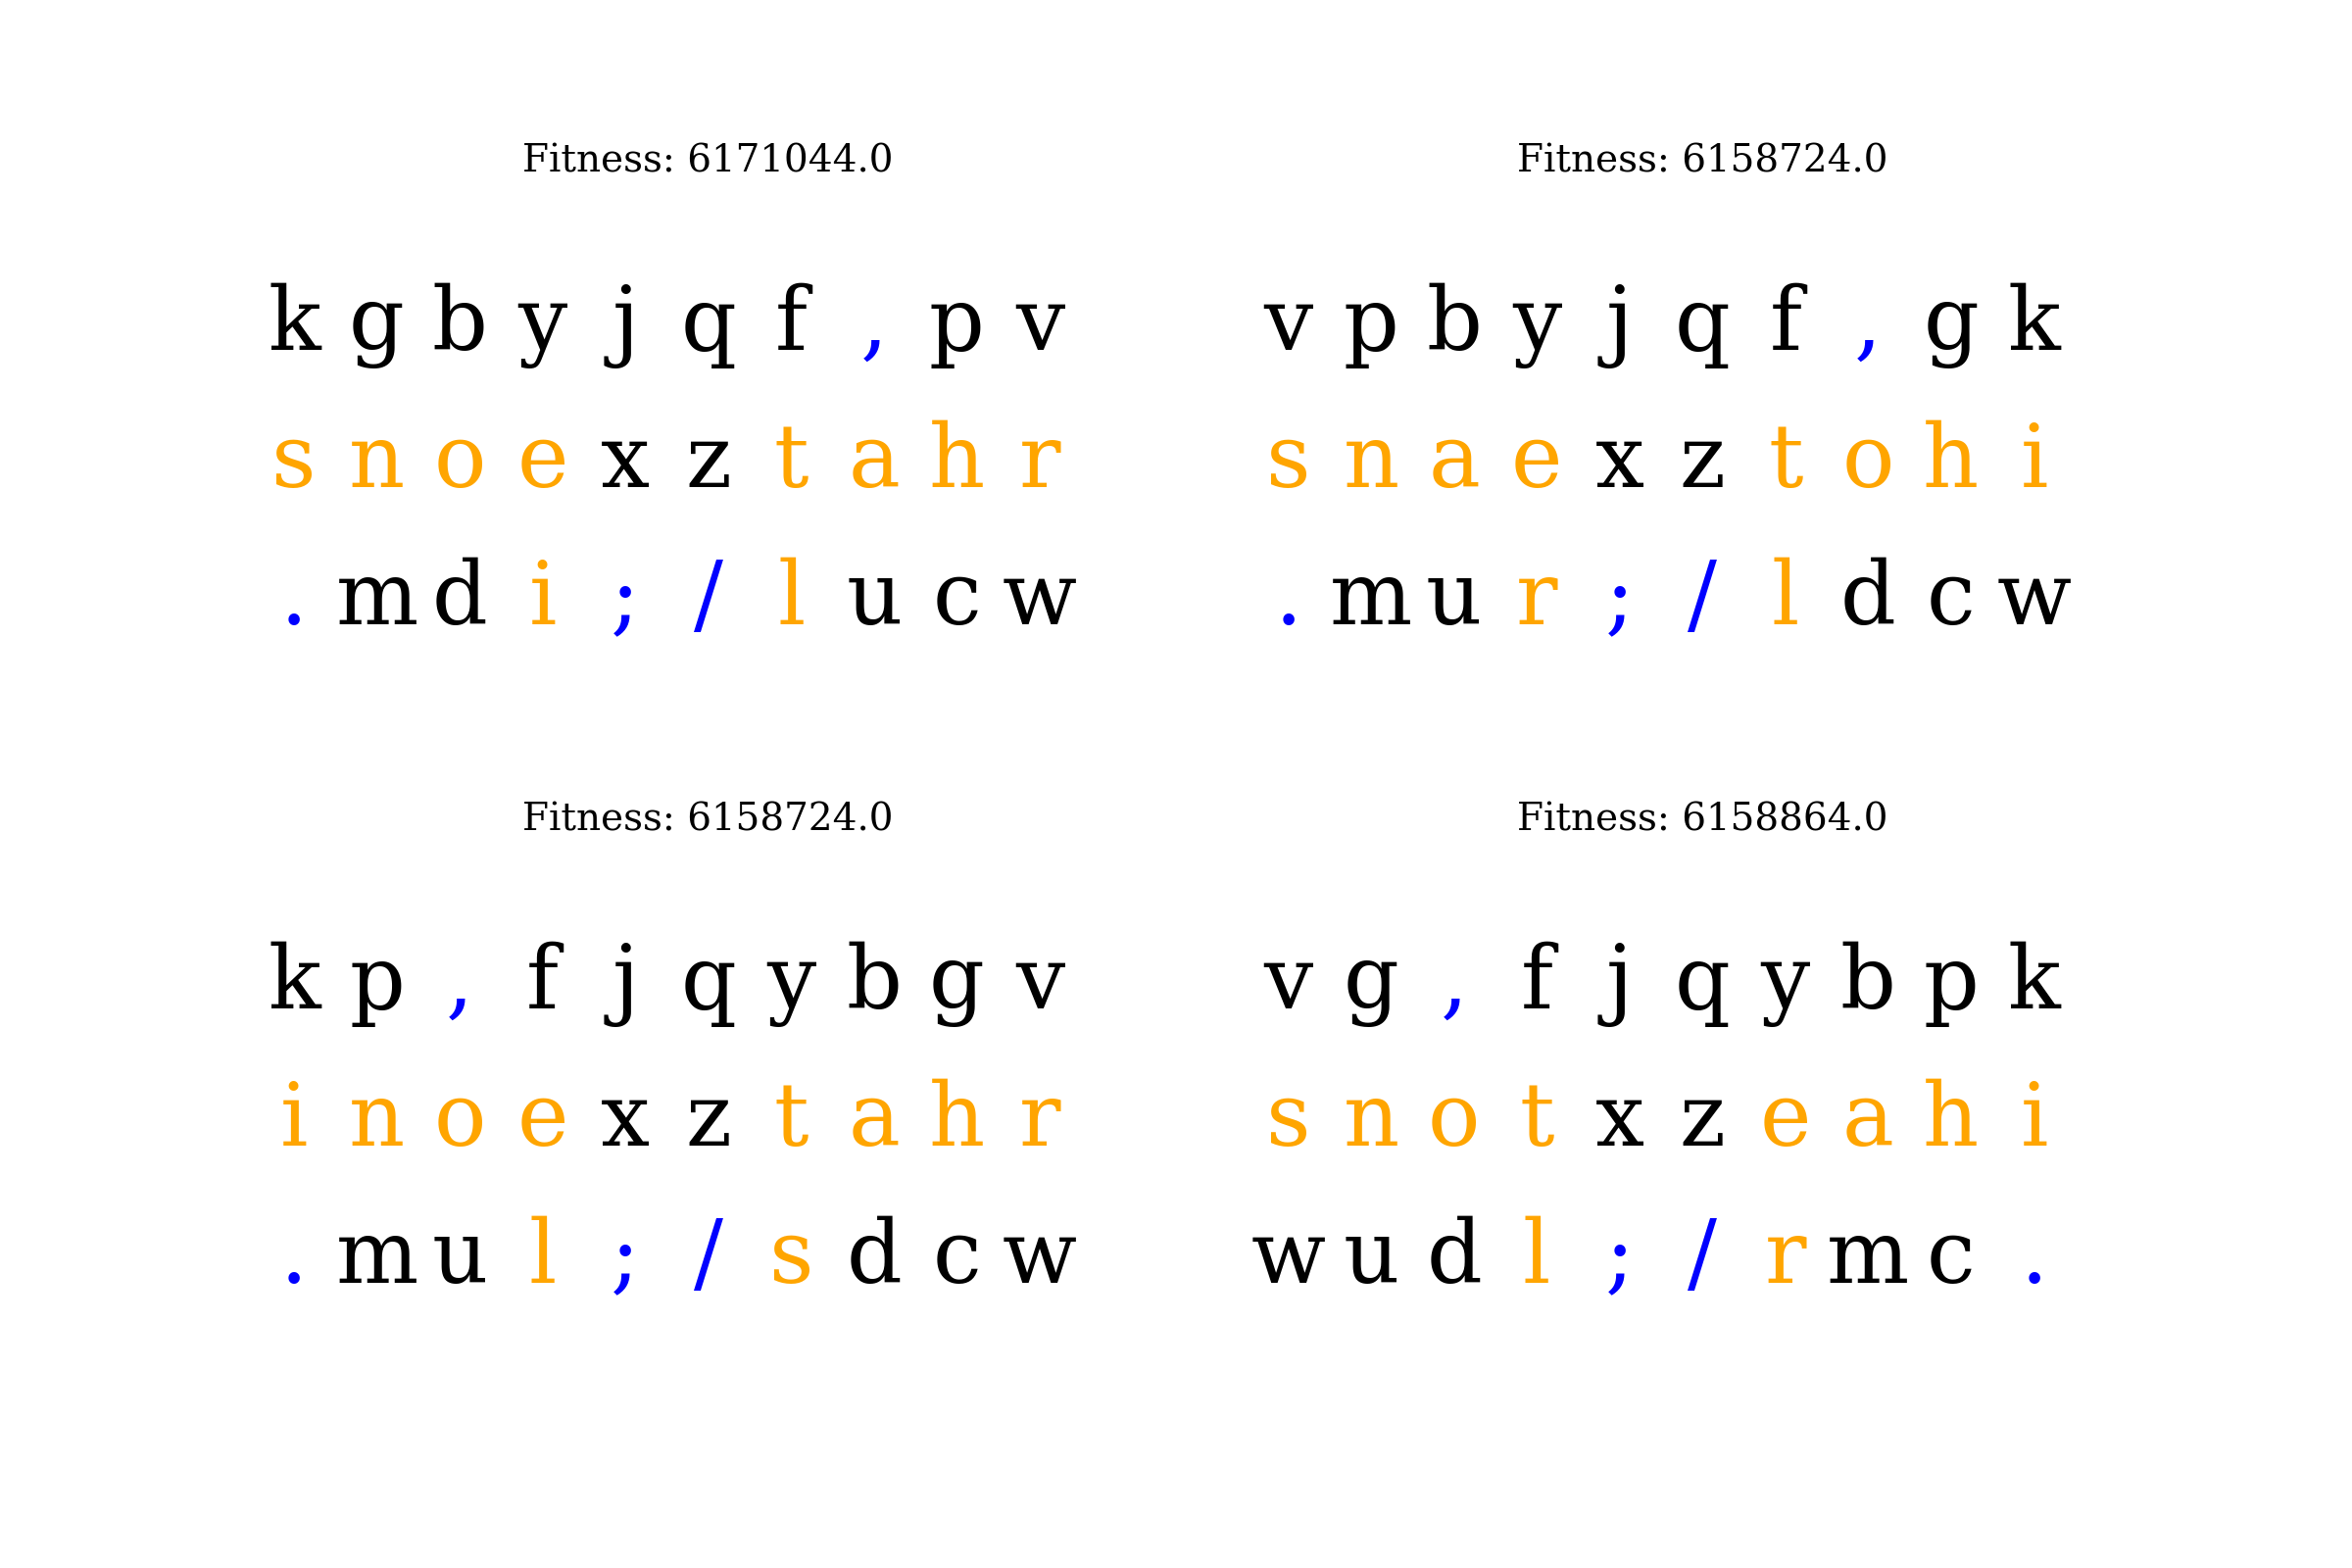 Fitness: 6171044.0
k g b y j q f , p v
s n o e x z t a h r
. m d i ; / l u c w
Fitness: 6158724.0
v p b y j q f , g k
s n a e x z t o h i
. m u r ; / l d c w
Fitness: 6158724.0
k p , f j q y b g v
i n o e x z t a h r
. m u l ; / s d c w
Fitness: 6158864.0
v g , f j q y b p k
s n o t x z e a h i
w u d l ; / r m c .